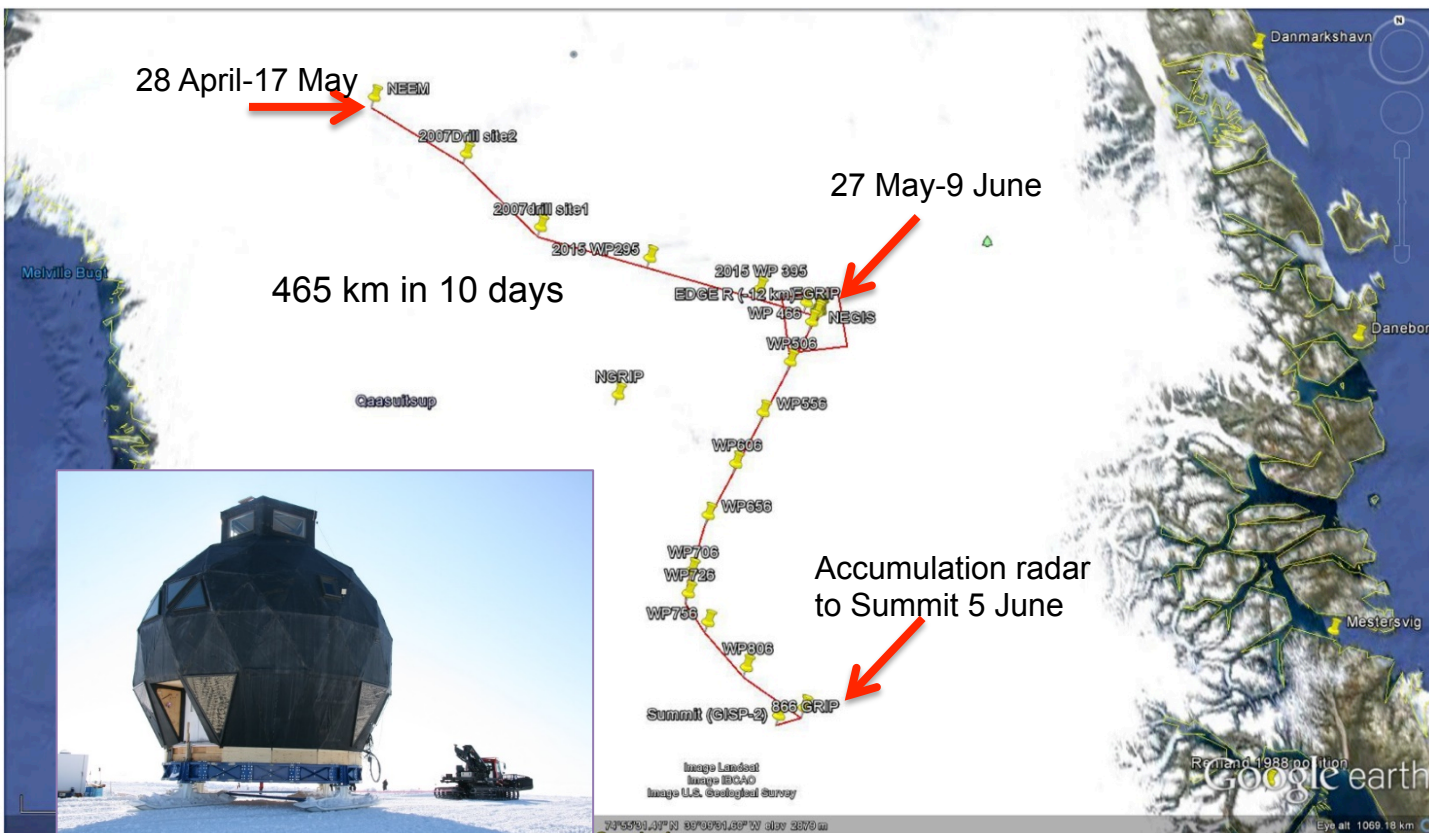 N
Danmarkshavn
28 April-17 May
NEEM
2007Drill site2
27 May-9 June
2007drill site1
2015 WP295
Melville Bugt
2015 WP 395
465 km in 10 days
EDGE R (-12 km)
EGRIP
WP 466
NEGIS
WP506
NGRIP
Qaasuitsup
WP556
WP606
WP656
WP706
WP726
WP756
WP806
Accumulation radar
to Summit 5 June
Mestersvig
866 GRIP
Summit (GISP-2)
Image Landsat
Image IBCAO
Image U.S. Geological Survey
Renland 1988 position
Google earth
Eye alt 1069.18 km